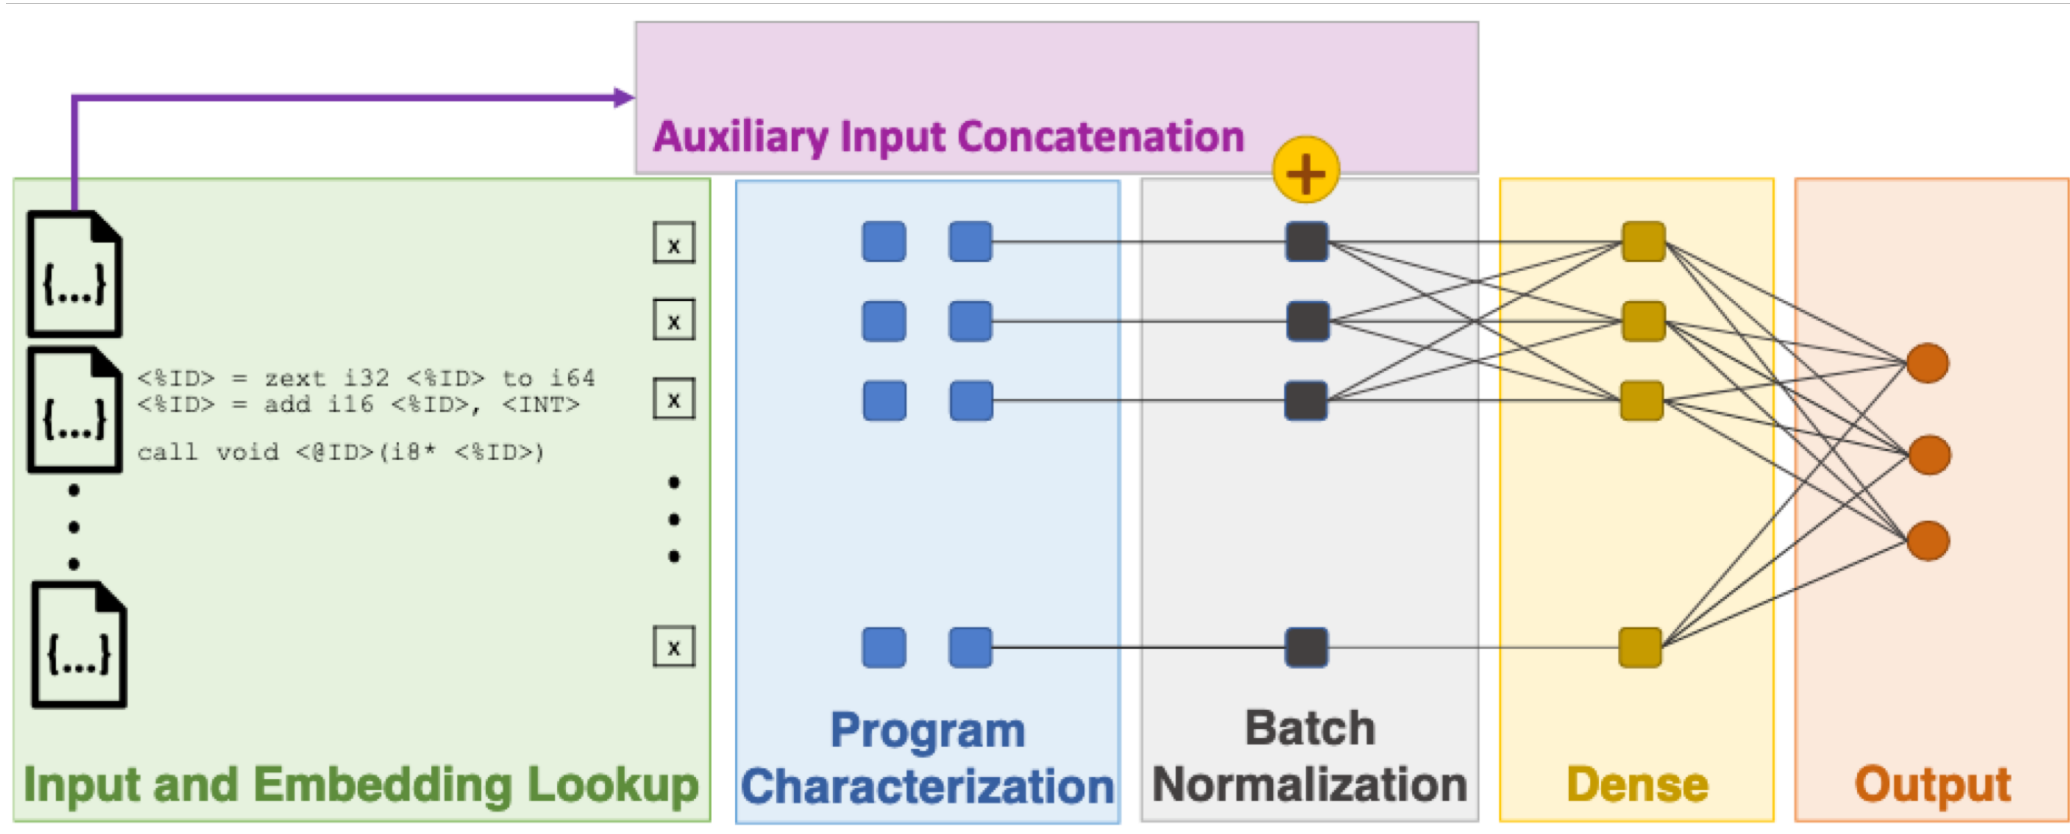 Auxiliary Input Concatenation
+
{...}
x
x
{...}
<%ID> = zext i32 <%ID> to i64
<%ID> = add i16 <%ID>, <INT>
call void <@ID>(i8* <%ID>)
x
{...}
x
Input and Embedding Lookup
Program
Characterization
Batch
Normalization
Dense
Output